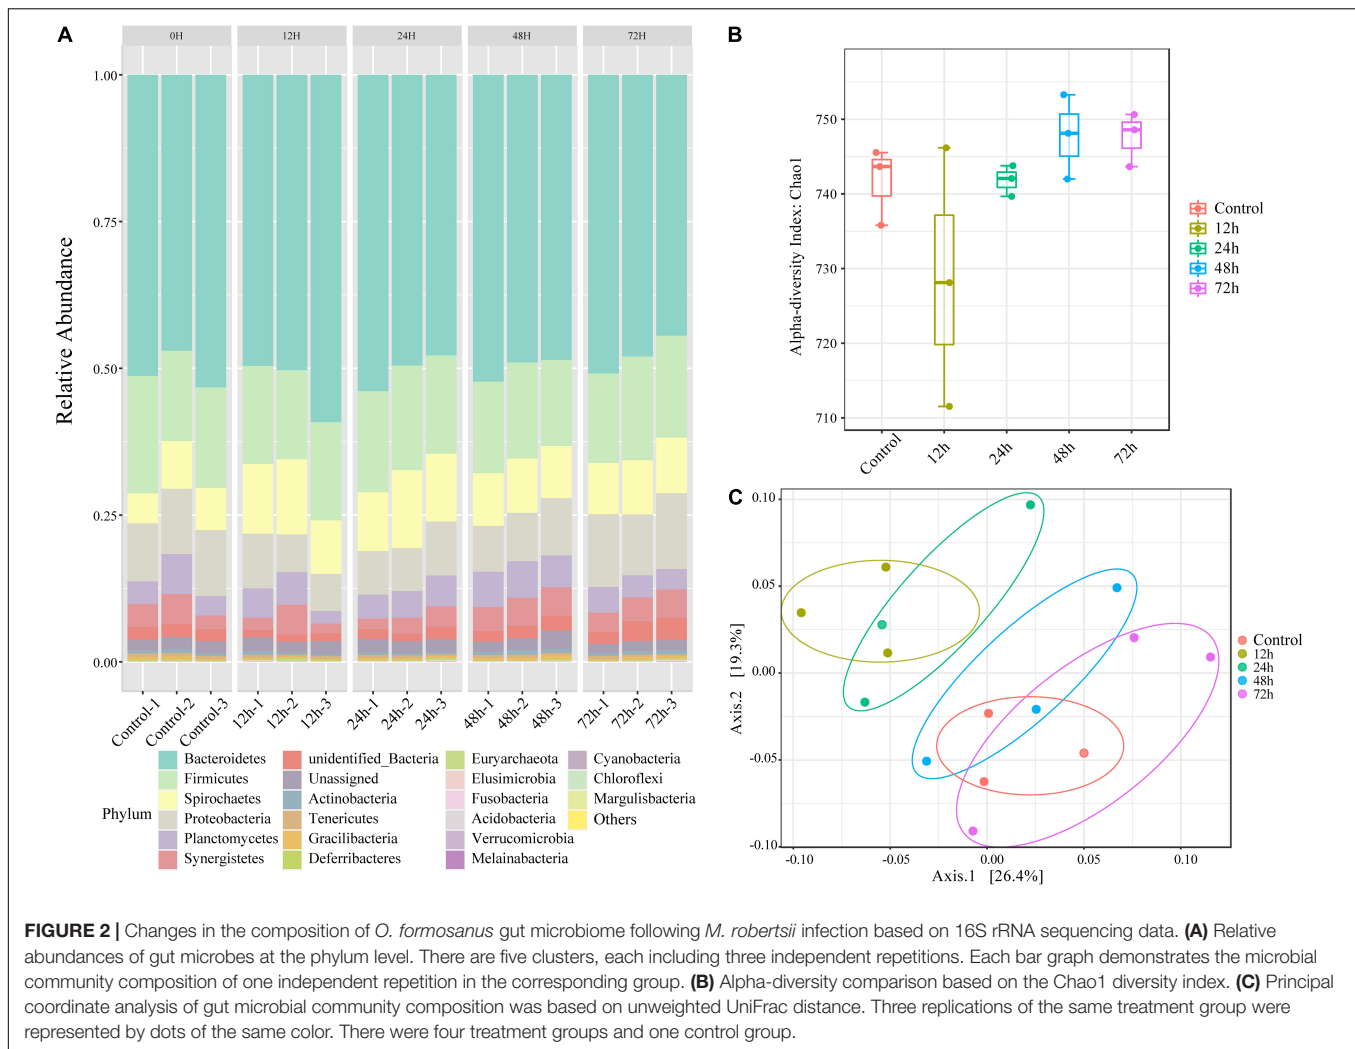 A
0H 12H 24H 48H 72H
Relative Abundance
1.00
0.75
0.50
0.25
0.00
Control-1 Control-2 Control-3 12h-1 12h-2 12h-3 24h-1 24h-2 24h-3 48h-1 48h-2 48h-3 72h-1 72h-2 72h-3
Phylum
Bacteroidetes
Firmicutes
Spirochaetes
Proteobacteria
Planctomycetes
Synergistetes
unidentified_Bacteria
Unassigned
Actinobacteria
Tenericutes
Gracilibacteria
Deferribacteres
Euryarchaeota
Elusimicrobia
Fusobacteria
Acidobacteria
Verrucomicrobia
Melainabacteria
Cyanobacteria
Chloroflexi
Margulisbacteria
Others
B
Alpha-diversity Index: Chao1
750
740
730
720
710
Control 12h 24h 48h 72h
Control
12h
24h
48h
72h
C
Axis.2 [19.3%]
0.10
0.05
0.00
-0.05
-0.10
-0.10 -0.05 0.00 0.05 0.10
Axis.1 [26.4%]
Control
12h
24h
48h
72h
FIGURE 2 | Changes in the composition of O. formosanus gut microbiome following M. robertsii infection based on 16S rRNA sequencing data. (A) Relative
abundances of gut microbes at the phylum level. There are five clusters, each including three independent repetitions. Each bar graph demonstrates the microbial
community composition of one independent repetition in the corresponding group. (B) Alpha-diversity comparison based on the Chao1 diversity index. (C) Principal
coordinate analysis of gut microbial community composition was based on unweighted UniFrac distance. Three replications of the same treatment group were
represented by dots of the same color. There were four treatment groups and one control group.